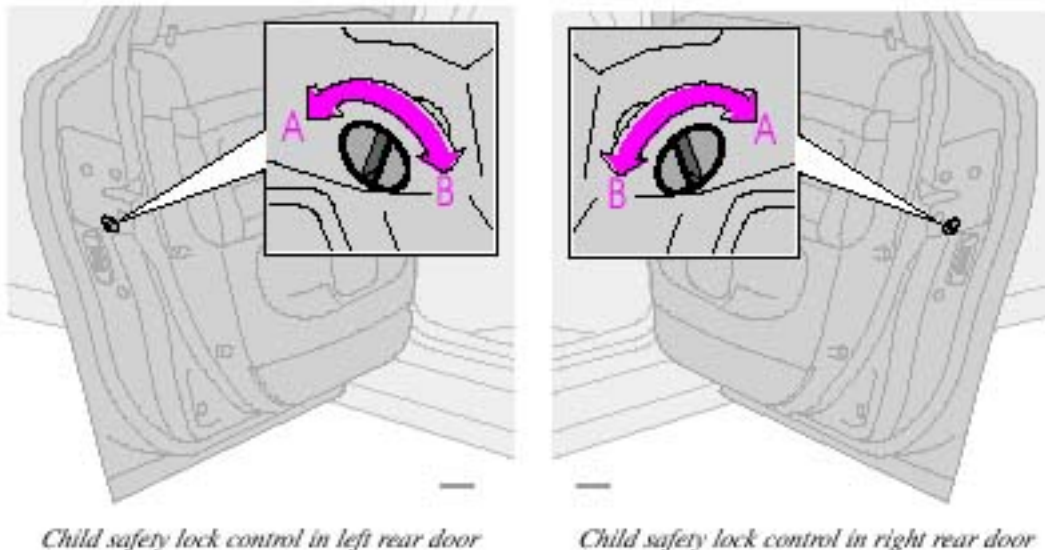 A
B
A
B
Child safety lock control in left rear door
Child safety lock control in right rear door